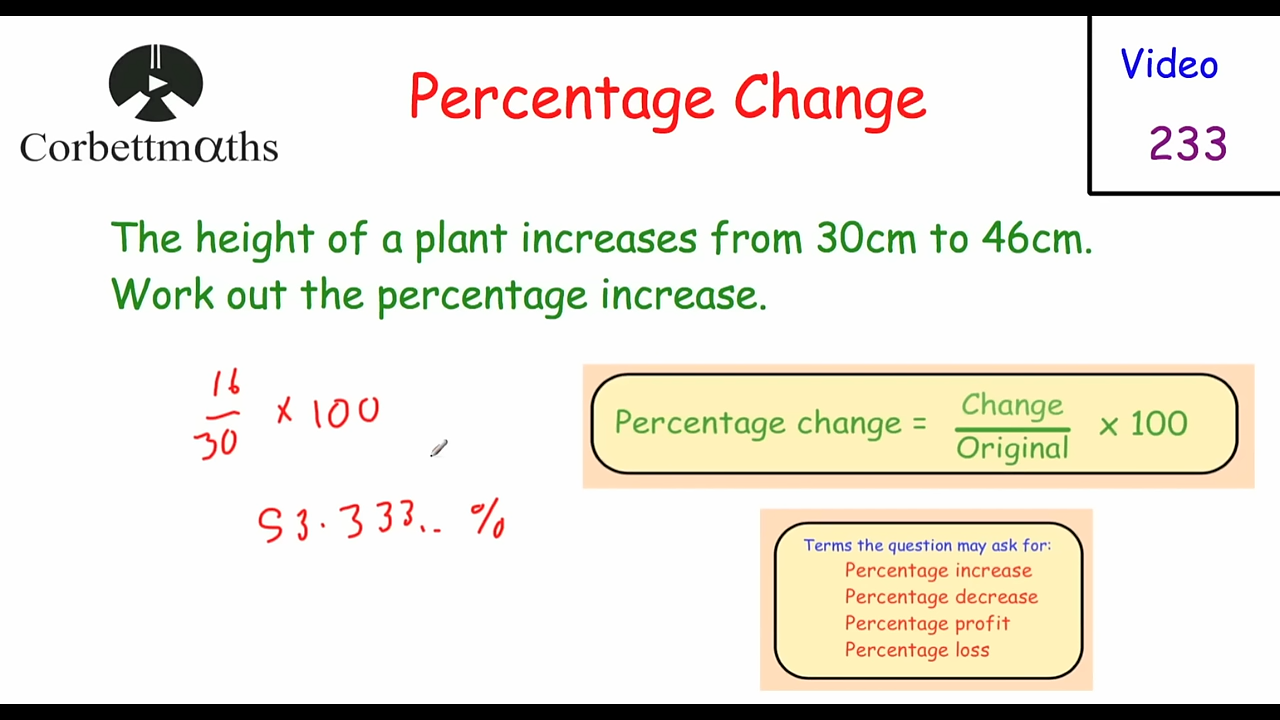 Corbettmαths
Percentage Change
Video
233
The height of a plant increases from 30cm to 46cm.
Work out the percentage increase.
16
30
× 100
53.333.. %
Percentage change = Change
Original
x 100
Terms the question may ask for:
Percentage increase
Percentage decrease
Percentage profit
Percentage loss